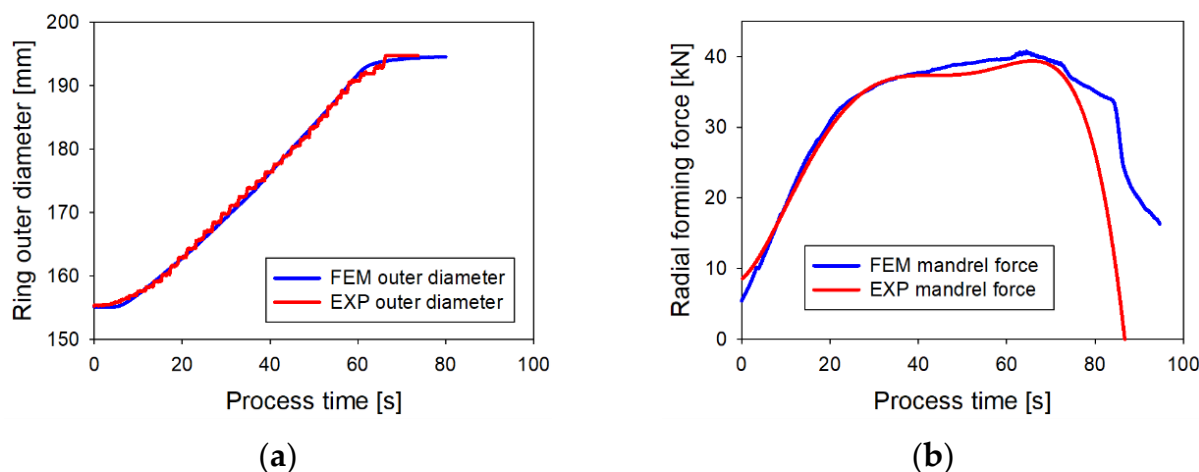 200
190
180
170
160
150
Ring outer diameter [mm]
FEM outer diameter
EXP outer diameter
0 20 40 60 80 100
Process time [s]
(a)
40
30
20
10
0
Radial forming force [kN]
FEM mandrel force
EXP mandrel force
0 20 40 60 80 100
Process time [s]
(b)